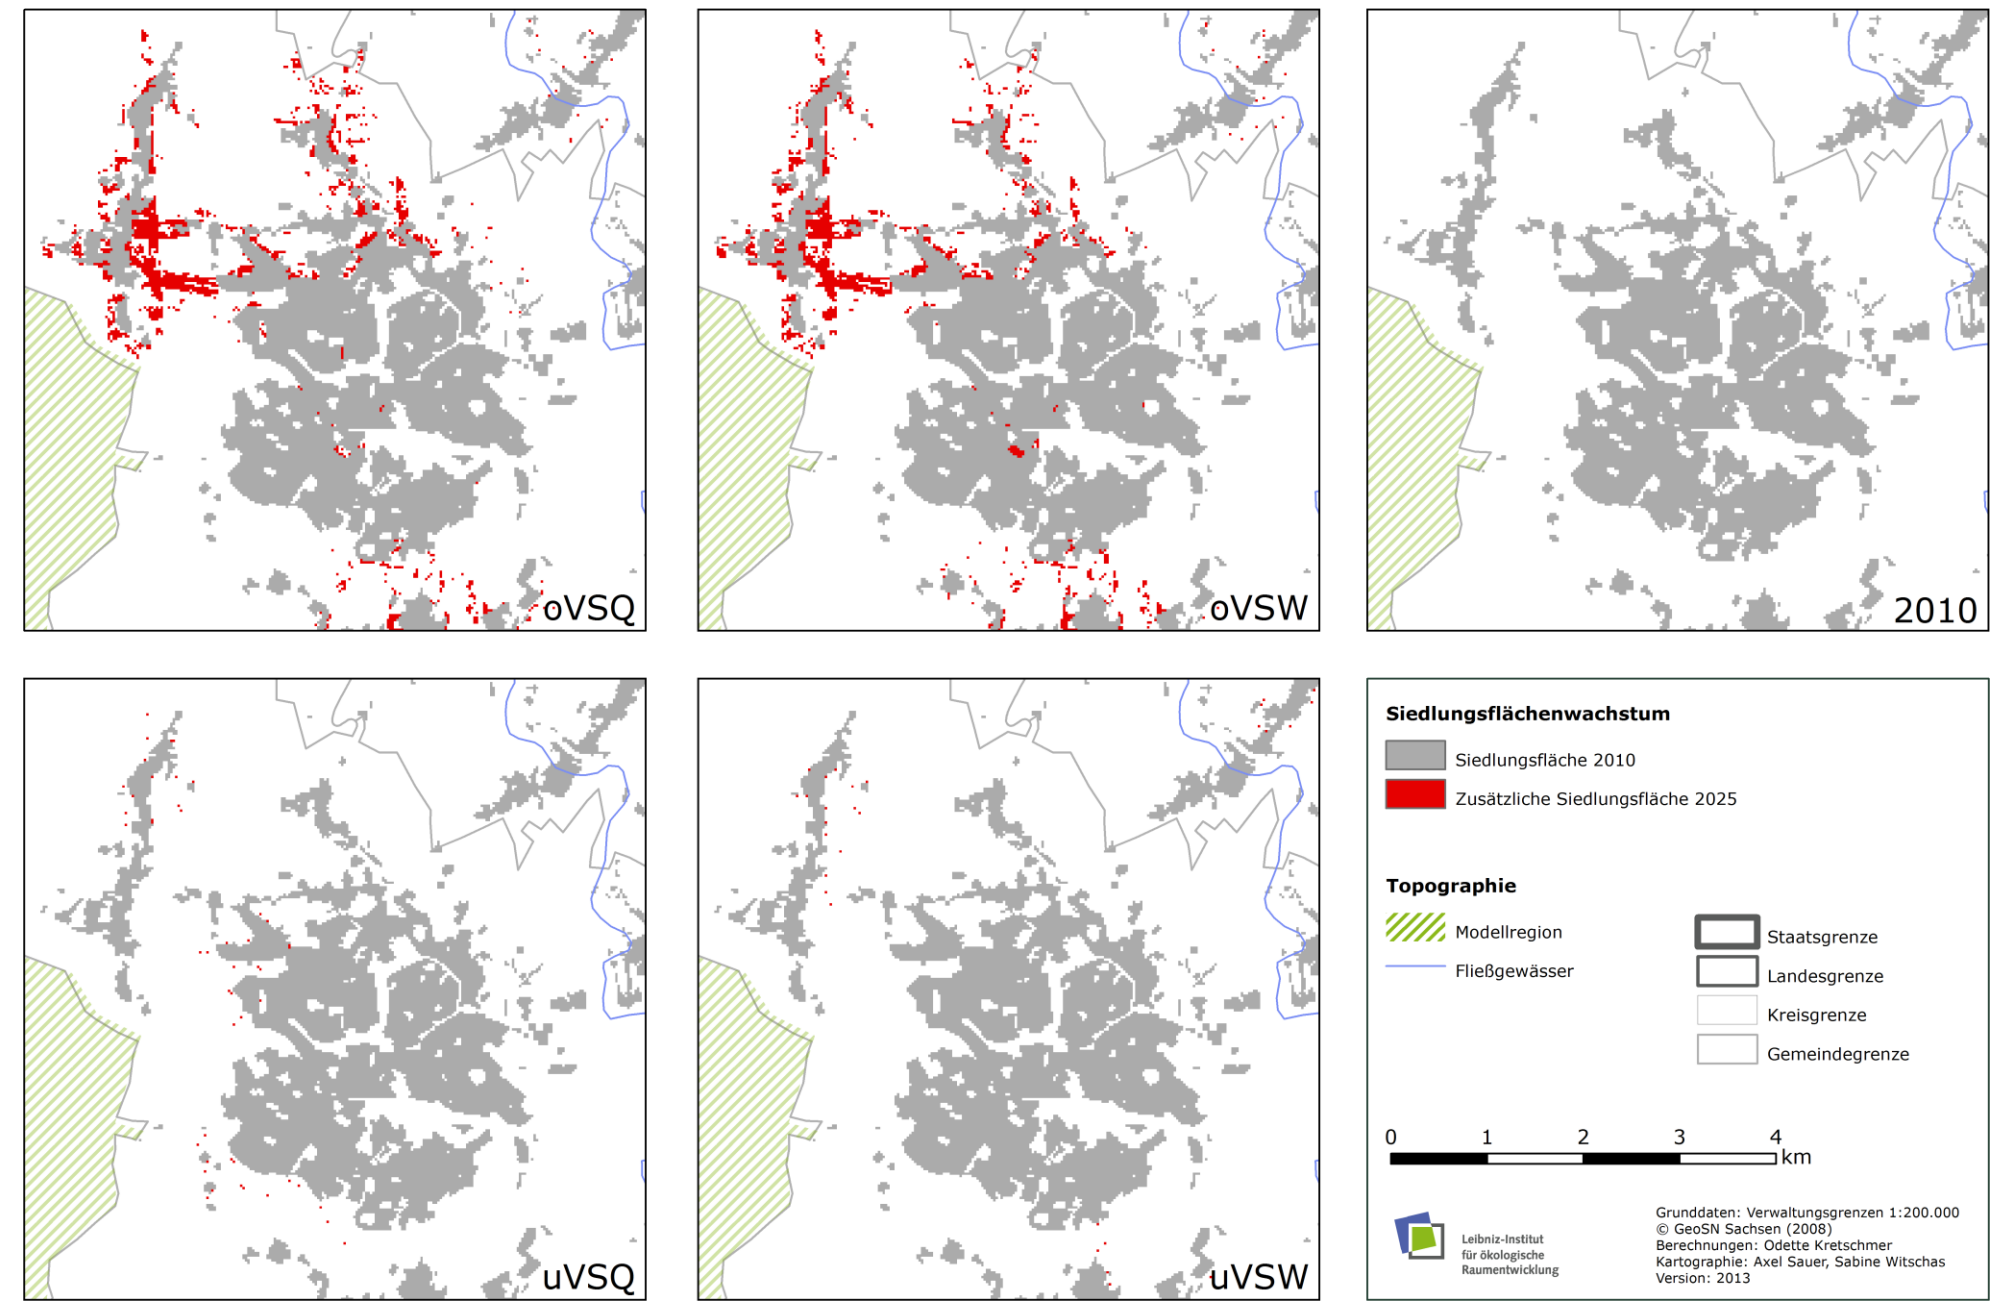 oVSQ
oVSW
2010
uVSQ
uVSW
Siedlungsflächenwachstum
Siedlungsfläche 2010
Zusätzliche Siedlungsfläche 2025
Topographie
Modellregion
Fließgewässer
Staatsgrenze
Landesgrenze
Kreisgrenze
Gemeindegrenze
0 1 2 3 4
km
Leibniz-Institut
für ökologische
Raumentwicklung
Grunddaten: Verwaltungsgrenzen 1:200.000
© GeoSN Sachsen (2008)
Berechnungen: Odette Kretschmer
Kartographie: Axel Sauer, Sabine Witschas
Version: 2013